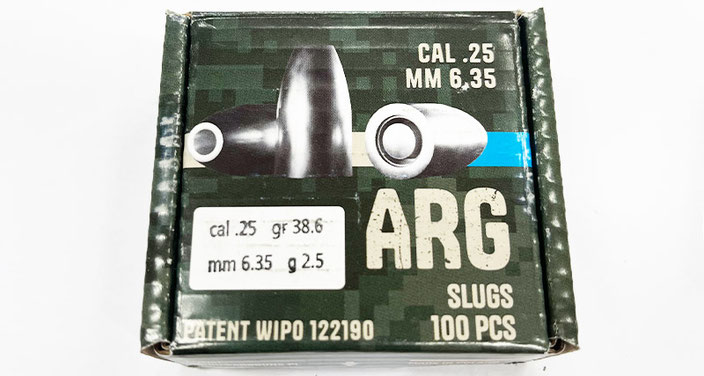 CAL .25
MM 6,35
cal .25 gr 38.6
mm 6.35 g 2.5
ARG
SLUGS
100 PCS
PATENT WIPO 122190